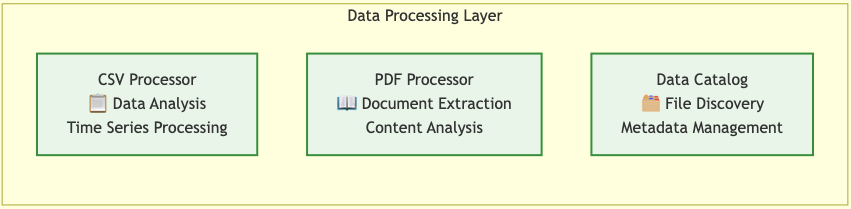 Data Processing Layer
CSV Processor
📋 Data Analysis
Time Series Processing
PDF Processor
📖 Document Extraction
Content Analysis
Data Catalog
🗂️ File Discovery
Metadata Management